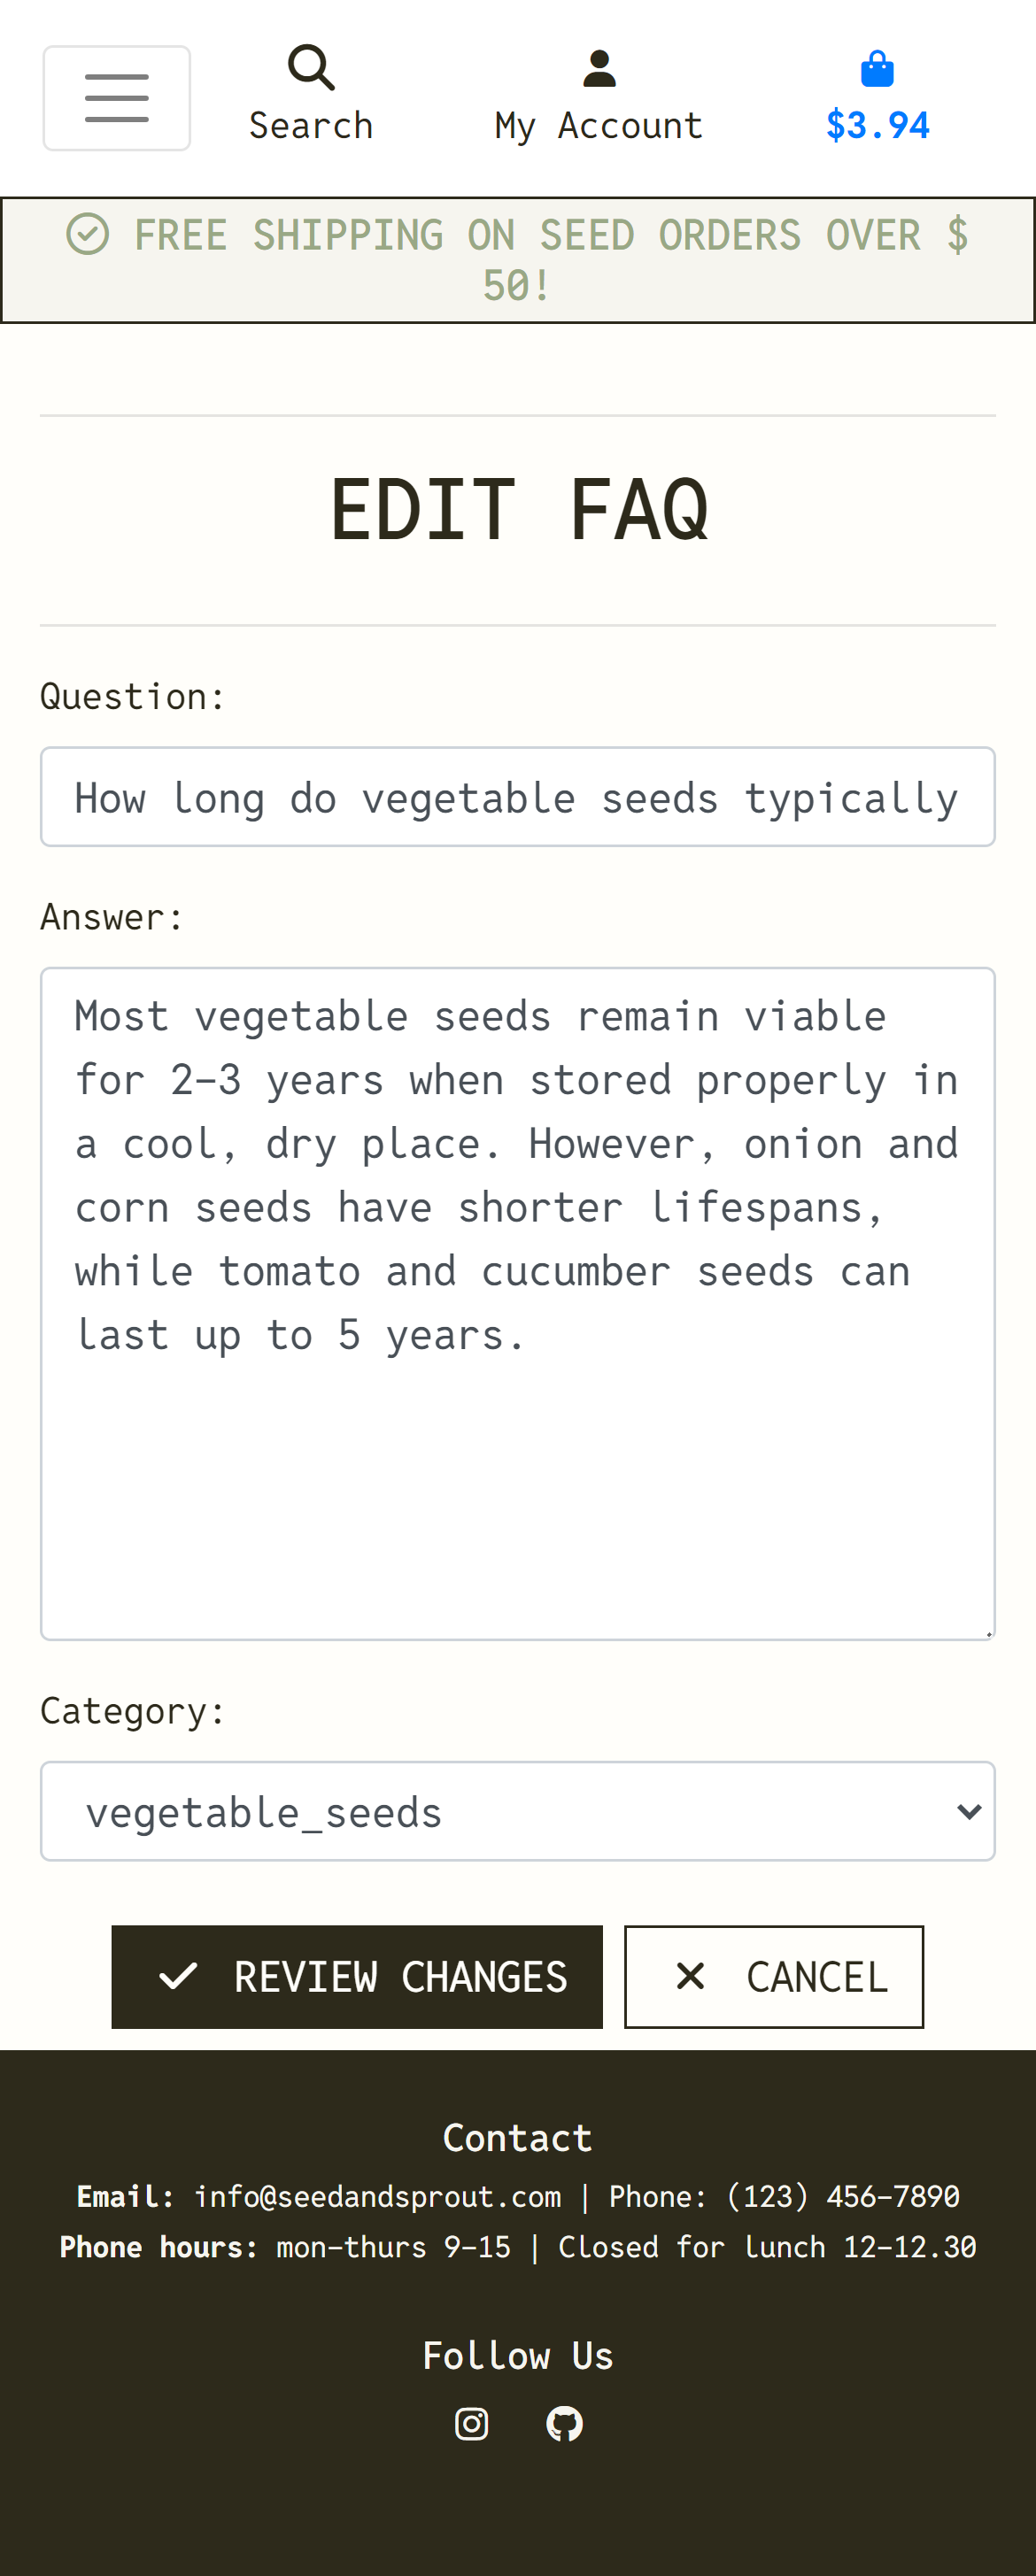 Search
My Account
$3.94
FREE SHIPPING ON SEED ORDERS OVER $
50!
EDIT FAQ
Question:
How long do vegetable seeds typically
Answer:
Most vegetable seeds remain viable
for 2-3 years when stored properly in
a cool, dry place. However, onion and
corn seeds have shorter lifespans,
while tomato and cucumber seeds can
last up to 5 years.
Category:
vegetable_seeds
REVIEW CHANGES
CANCEL
Contact
Email: info@seedandsprout.com | Phone: (123) 456-7890
Phone hours: mon-thurs 9-15 | Closed for lunch 12-12.30
Follow Us